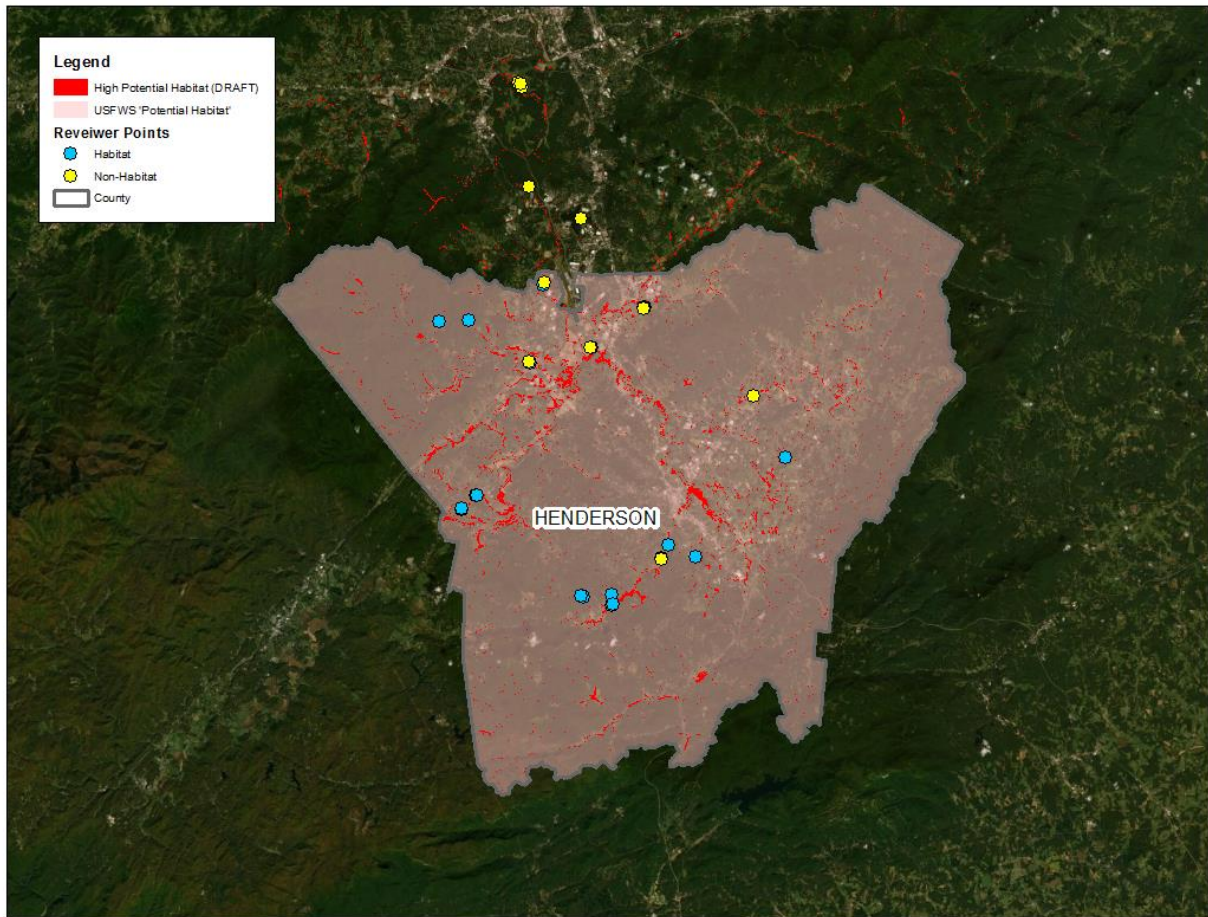 Legend
High Potential Habitat (DRAFT)
USFWS 'Potential Habitat'
Reveiwer Points
Habitat
Non-Habitat
County
HENDERSON